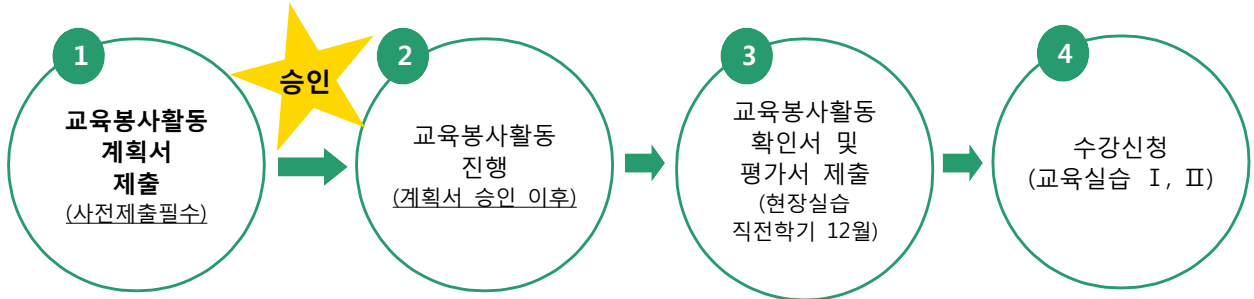 1
교육봉사활동
계획서
제출
(사전제출필수)
승인
2
교육봉사활동
진행
(계획서 승인 이후)
3
교육봉사활동
확인서 및
평가서 제출
(현장실습
직전학기 12월)
4
수강신청
(교육실습 Ⅰ, Ⅱ)